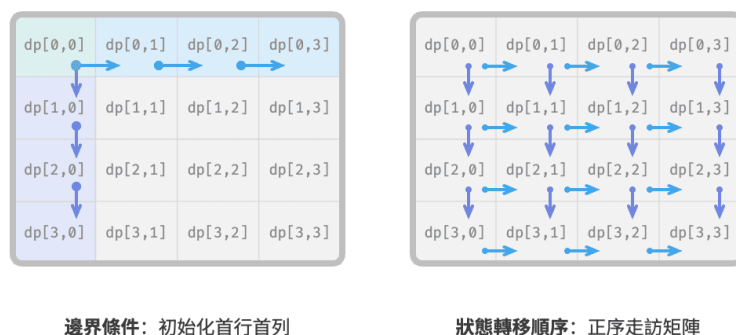 dp[0,0] dp[0,1] dp[0,2] dp[0,3]
dp[1,0] dp[1,1] dp[1,2] dp[1,3]
dp[2,0] dp[2,1] dp[2,2] dp[2,3]
dp[3,0] dp[3,1] dp[3,2] dp[3,3]
邊界條件：初始化首行首列
dp[0,0] dp[0,1] dp[0,2] dp[0,3]
dp[1,0] dp[1,1] dp[1,2] dp[1,3]
dp[2,0] dp[2,1] dp[2,2] dp[2,3]
dp[3,0] dp[3,1] dp[3,2] dp[3,3]
狀態轉移順序：正序走訪矩陣